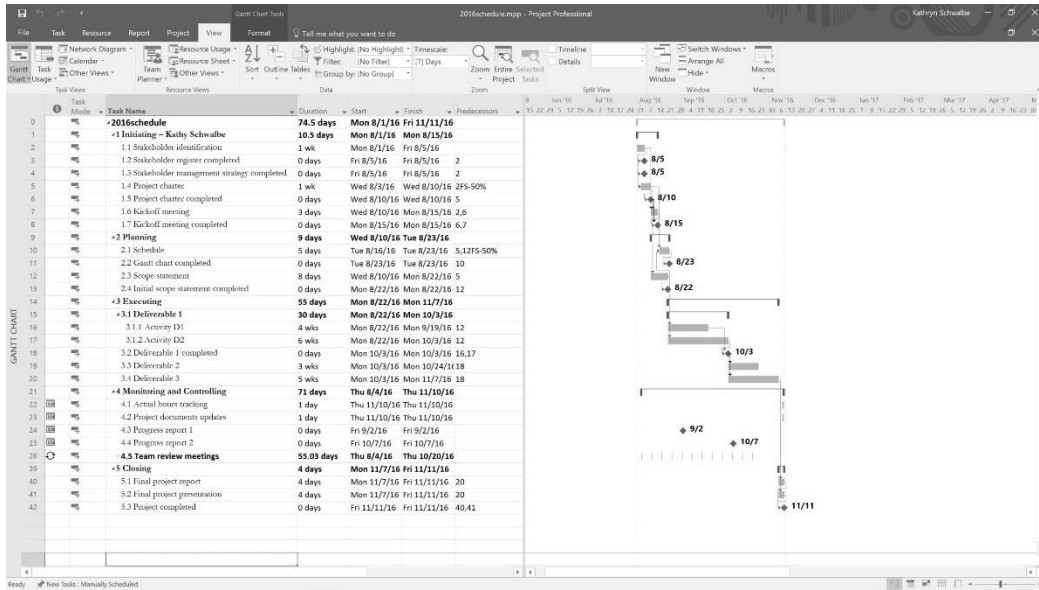 Gantt Chart Tools
2016schedule.mpp - Project Professional
Kathryn Schwalbe
File Task Resource Report Project View Format Tell me what you want to do
Gantt Chart
Task Usage
Network Diagram
Calendar
Other Views
Task Views
Team Planner
Resource Usage
Resource Sheet
Other Views
Resource Views
Sort
Outline
Tables
Highlight: [No Highlight]
Filter: [No Filter]
Group by: [No Group]
Data
Timescale:
[7] Days
Zoom
Entire Project
Selected Tasks
Zoom
Timeline
Details
Split View
New Window
Switch Windows
Arrange All
Hide
Window
Macros
Macros
GANTT CHART
Task Mode Task Name Duration Start Finish Predecessors
Jun '16 Jul '16 Aug '16 Sep '16 Oct '16 Nov '16 Dec '16 Jan '17 Feb '17 Mar '17 Apr '17
0 2016schedule 74.5 days Mon 8/1/16 Fri 11/11/16
1 1 Initiating – Kathy Schwalbe 10.5 days Mon 8/1/16 Mon 8/15/16
2 1.1 Stakeholder identification 1 wk Mon 8/1/16 Fri 8/5/16
3 1.2 Stakeholder register completed 0 days Fri 8/5/16 Fri 8/5/16 2 8/5
4 1.3 Stakeholder management strategy completed 0 days Fri 8/5/16 Fri 8/5/16 2 8/5
5 1.4 Project charter 1 wk Wed 8/3/16 Wed 8/10/16 2FS-50%
6 1.5 Project charter completed 0 days Wed 8/10/16 Wed 8/10/16 5 8/10
7 1.6 Kickoff meeting 3 days Wed 8/10/16 Mon 8/15/16 2,6
8 1.7 Kickoff meeting completed 0 days Mon 8/15/16 Mon 8/15/16 6,7 8/15
9 2 Planning 9 days Wed 8/10/16 Tue 8/23/16
10 2.1 Schedule 5 days Tue 8/16/16 Tue 8/23/16 5,12FS-50%
11 2.2 Gantt chart completed 0 days Tue 8/23/16 Tue 8/23/16 10 8/23
12 2.3 Scope statement 8 days Wed 8/10/16 Mon 8/22/16 5
13 2.4 Initial scope statement completed 0 days Mon 8/22/16 Mon 8/22/16 12 8/22
14 3 Executing 55 days Mon 8/22/16 Mon 11/7/16
15 3.1 Deliverable 1 30 days Mon 8/22/16 Mon 10/3/16
16 3.1.1 Activity D1 4 wks Mon 8/22/16 Mon 9/19/16 12
17 3.1.2 Activity D2 6 wks Mon 8/22/16 Mon 10/3/16 12
18 3.2 Deliverable 1 completed 0 days Mon 10/3/16 Mon 10/3/16 16,17 10/3
19 3.3 Deliverable 2 3 wks Mon 10/3/16 Mon 10/24/1 18
20 3.4 Deliverable 3 5 wks Mon 10/3/16 Mon 11/7/16 18
21 4 Monitoring and Controlling 71 days Thu 8/4/16 Thu 11/10/16
22 4.1 Actual hours tracking 1 day Thu 11/10/16 Thu 11/10/16
23 4.2 Project documents updates 1 day Thu 11/10/16 Thu 11/10/16
24 4.3 Progress report 1 0 days Fri 9/2/16 Fri 9/2/16 9/2
25 4.4 Progress report 2 0 days Fri 10/7/16 Fri 10/7/16 10/7
26 4.5 Team review meetings 55.03 days Thu 8/4/16 Thu 10/20/16
39 5 Closing 4 days Mon 11/7/16 Fri 11/11/16
40 5.1 Final project report 4 days Mon 11/7/16 Fri 11/11/16 20
41 5.2 Final project presentation 4 days Mon 11/7/16 Fri 11/11/16 20
42 5.3 Project completed 0 days Fri 11/11/16 Fri 11/11/16 40,41 11/11
Ready New Tasks : Manually Scheduled